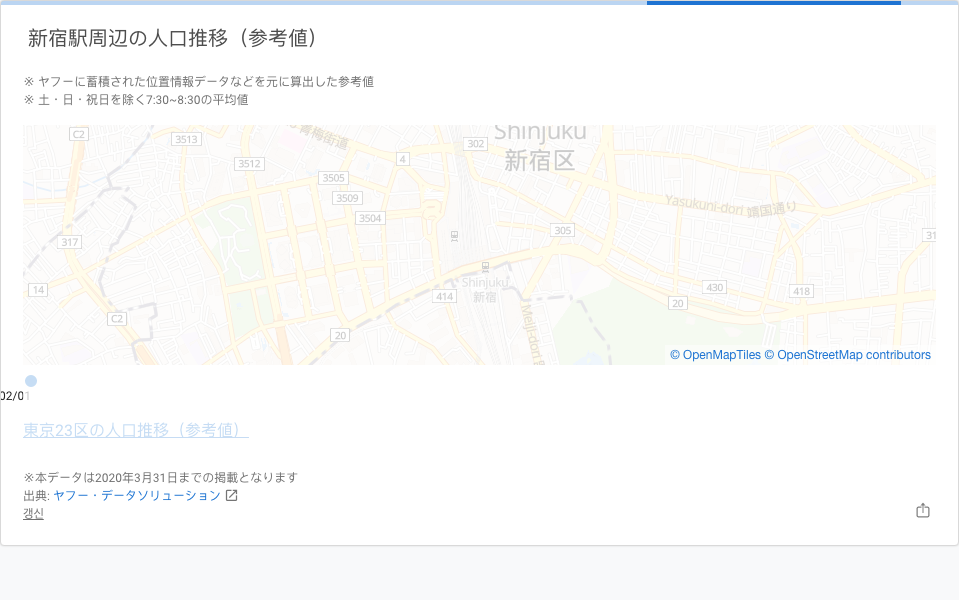 新宿駅周辺の人口推移（参考値）
※ ヤフーに蓄積された位置情報データなどを元に算出した参考値
※ 土・日・祝日を除く7:30~8:30の平均値
C2
3513
青梅街道
302
Shinjuku
新宿区
3512
4
3505
3509
Yasukuni-dori 靖国通り
3504
305
31
317
Shinjuku
新宿
14
414
430
418
20
C2
Meiji-dori
20
© OpenMapTiles © OpenStreetMap contributors
02/01
東京23区の人口推移（参考値）
※本データは2020年3月31日までの掲載となります
出典: ヤフー・データソリューション
갱신